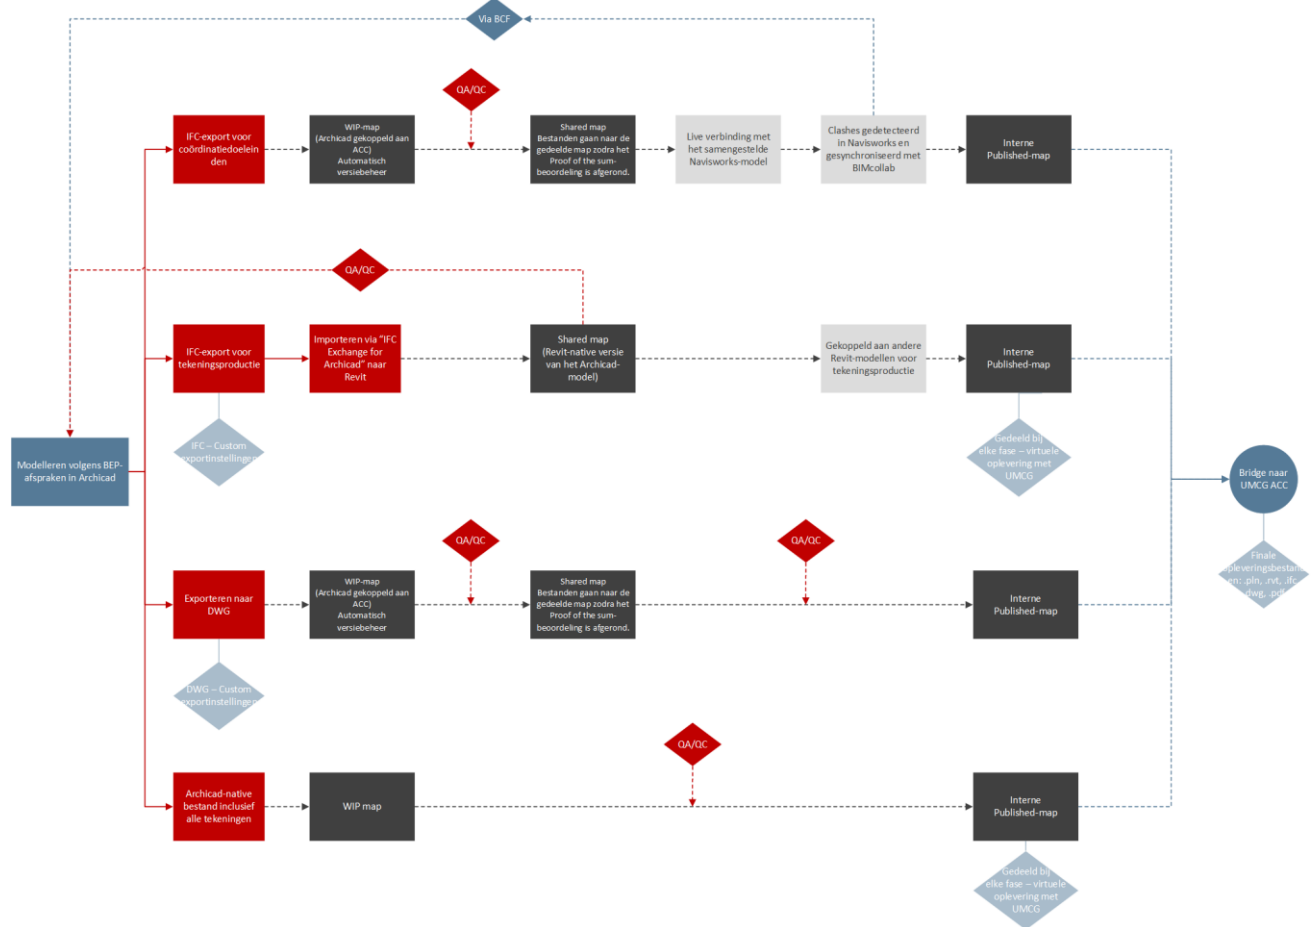 Via BCF
QA/QC
IFC-export voor
coördinatiedoelein
den
WIP-map
(Archicad gekoppeld aan
ACC)
Automatisch
versiebeheer
Shared map
Bestanden gaan naar de
gedeelde map zodra het
Proof of the sum-
beoordeling is afgerond.
Live verbinding met
het samengestelde
Navisworks-model
Clashes gedetecteerd
in Navisworks en
gesynchroniseerd met
BIMcollab
Interne
Published-map
QA/QC
IFC-export voor
tekeningsproductie
Importeren via "IFC
Exchange for
Archicad" naar
Revit
Shared map
(Revit-native versie
van het Archicad-
model)
Gekoppeld aan andere
Revit-modellen voor
tekeningsproductie
Interne
Published-map
IFC – Custom
exportinstellingen
Gedeeld bij
elke fase – virtuele
oplevering met
UMCG
Modelleren volgens BEP-
afspraken in Archicad
Bridge naar
UMCG ACC
Finale
opleveringsbestan
en: .pln, .rvt, .ifc,
.dwg, .pdf
QA/QC
QA/QC
Exporteren naar
DWG
WIP-map
(Archicad gekoppeld aan
ACC)
Automatisch
versiebeheer
Shared map
Bestanden gaan naar de
gedeelde map zodra het
Proof of the sum-
beoordeling is afgerond.
Interne
Published-map
DWG – Custom
exportinstellingen
QA/QC
Archicad-native
bestand inclusief
alle tekeningen
WIP map
Interne
Published-map
Gedeeld bij
elke fase – virtuele
oplevering met
UMCG